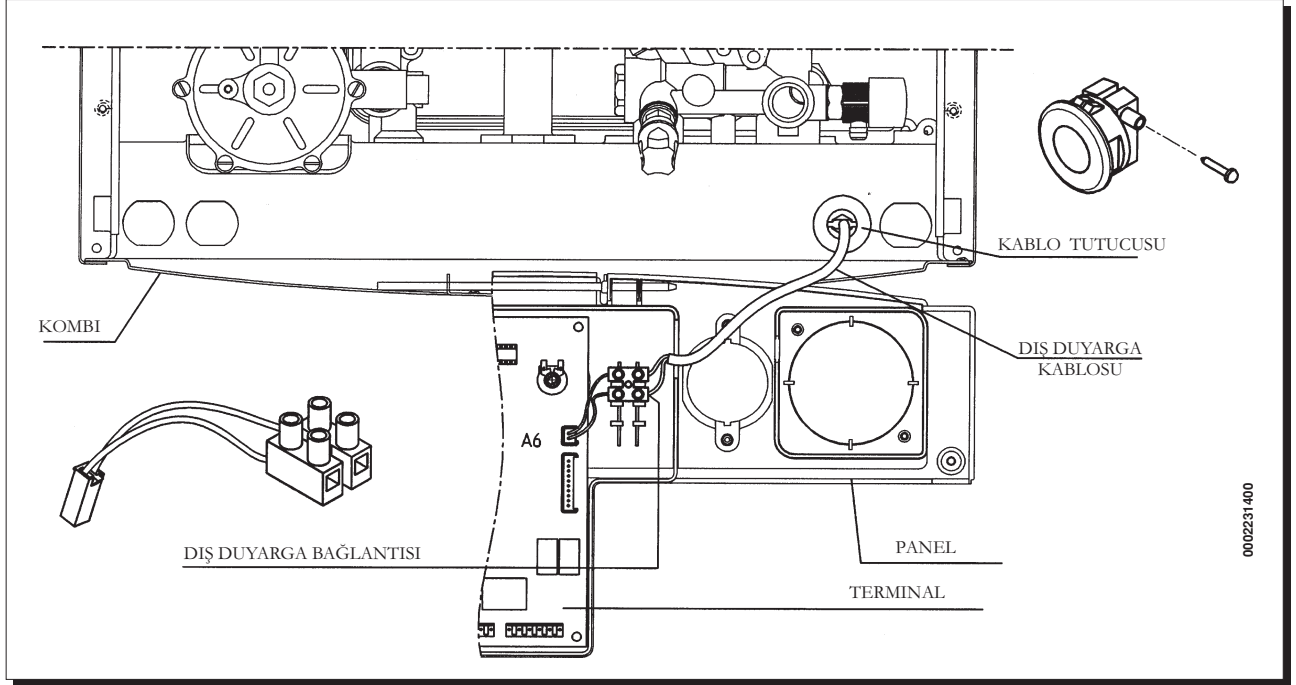 KABLO TUTUCUSU
KOMBI
DIŞ DUYARGA
KABLOSU
A6
DIŞ DUYARGA BAĞLANTISI
PANEL
TERMINAL
0002231400